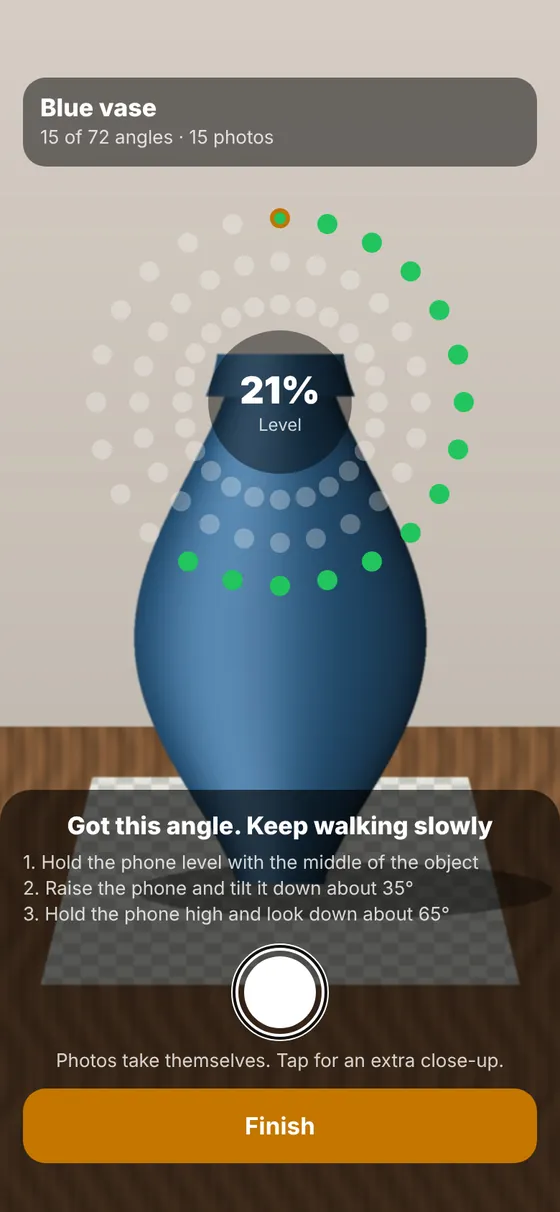 Blue vase
15 of 72 angles · 15 photos
21%
Level
Got this angle. Keep walking slowly
1. Hold the phone level with the middle of the object
2. Raise the phone and tilt it down about 35°
3. Hold the phone high and look down about 65°
Photos take themselves. Tap for an extra close-up.
Finish